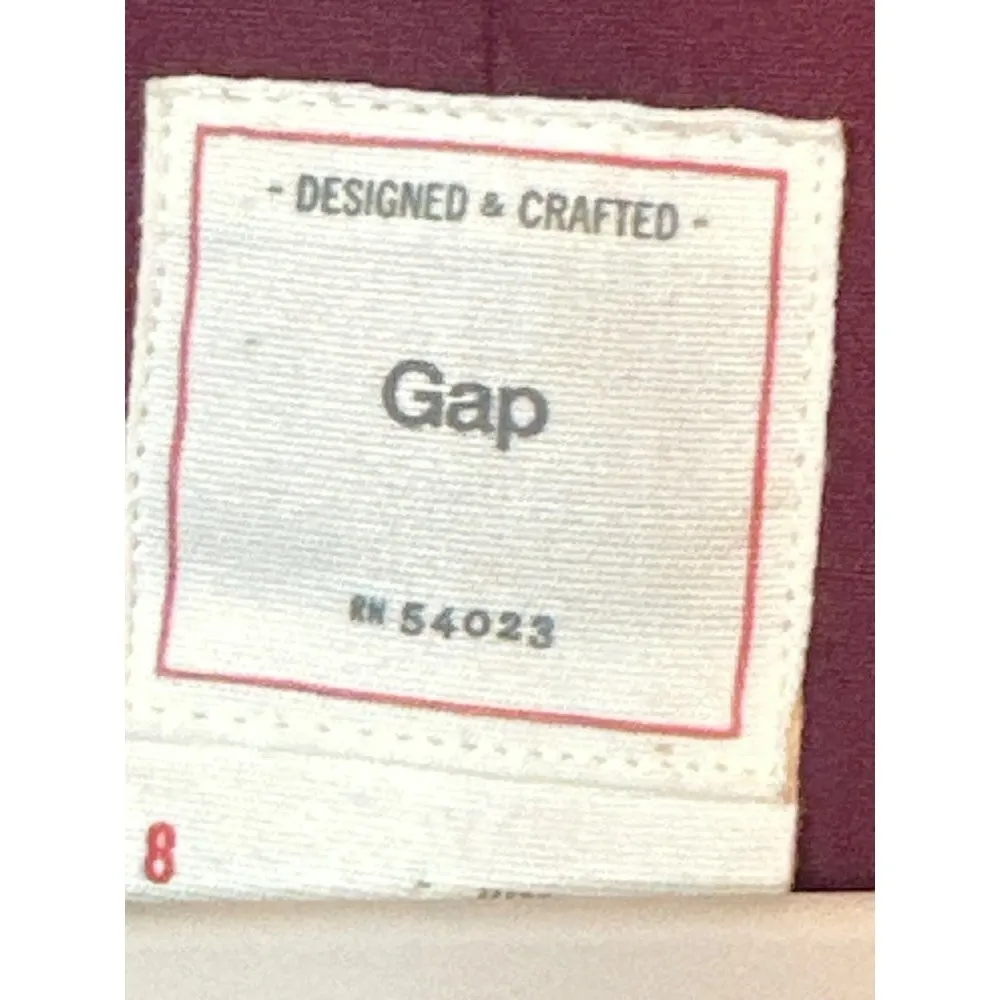 - DESIGNED & CRAFTED -
Gap
RN 54023
8